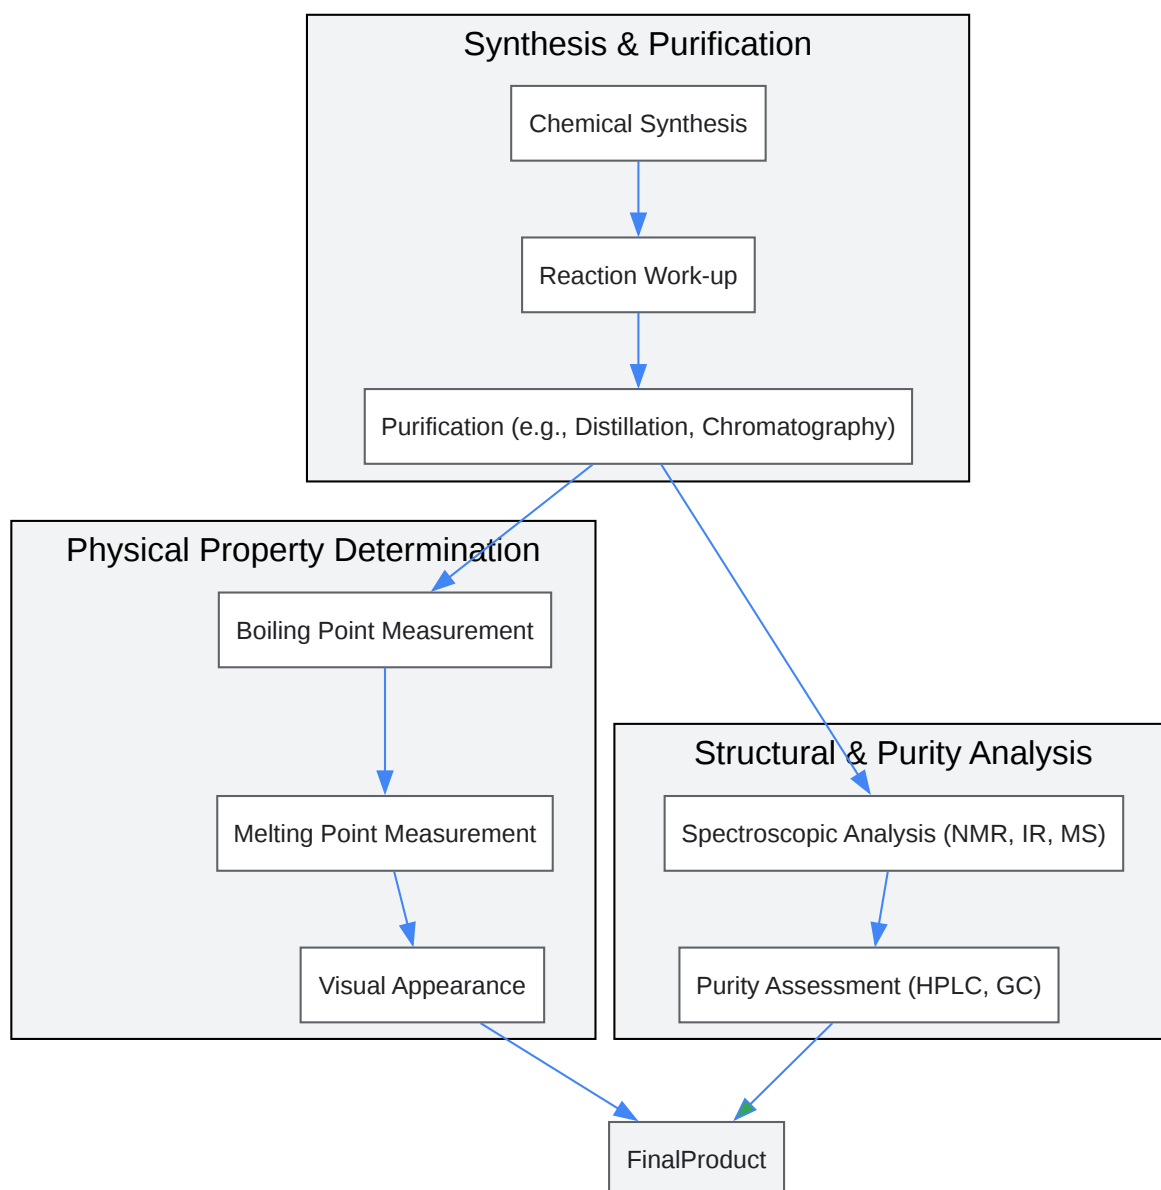 Synthesis & Purification
Chemical Synthesis
Reaction Work-up
Purification (e.g., Distillation, Chromatography)
Physical Property Determination
Boiling Point Measurement
Melting Point Measurement
Visual Appearance
Structural & Purity Analysis
Spectroscopic Analysis (NMR, IR, MS)
Purity Assessment (HPLC, GC)
FinalProduct